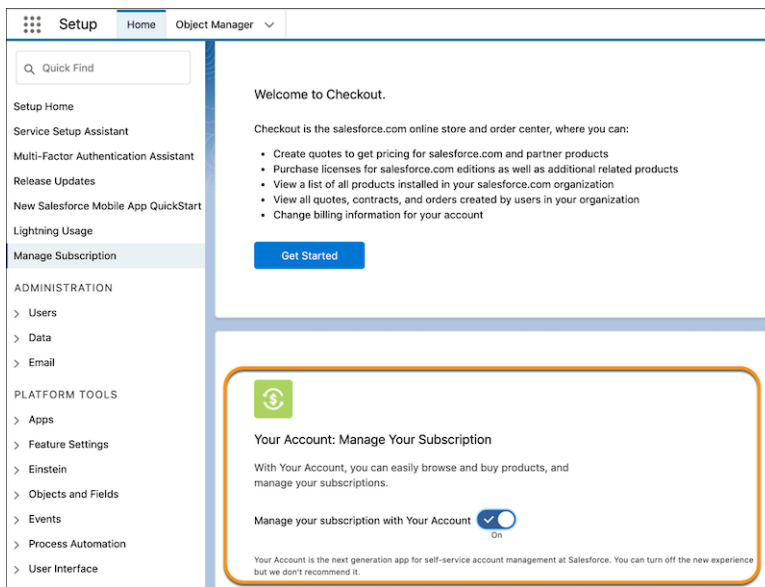 Setup
Home
Object Manager
Quick Find
Setup Home
Service Setup Assistant
Multi-Factor Authentication Assistant
Release Updates
New Salesforce Mobile App QuickStart
Lightning Usage
Manage Subscription
ADMINISTRATION
Users
Data
Email
PLATFORM TOOLS
Apps
Feature Settings
Einstein
Objects and Fields
Events
Process Automation
User Interface
Welcome to Checkout.
Checkout is the salesforce.com online store and order center, where you can:
• Create quotes to get pricing for salesforce.com and partner products
• Purchase licenses for salesforce.com editions as well as additional related products
• View a list of all products installed in your salesforce.com organization
• View all quotes, contracts, and orders created by users in your organization
• Change billing information for your account
Get Started
$
Your Account: Manage Your Subscription
With Your Account, you can easily browse and buy products, and
manage your subscriptions.
Manage your subscription with Your Account
On
Your Account is the next generation app for self-service account management at Salesforce. You can turn off the new experience
but we don't recommend it.